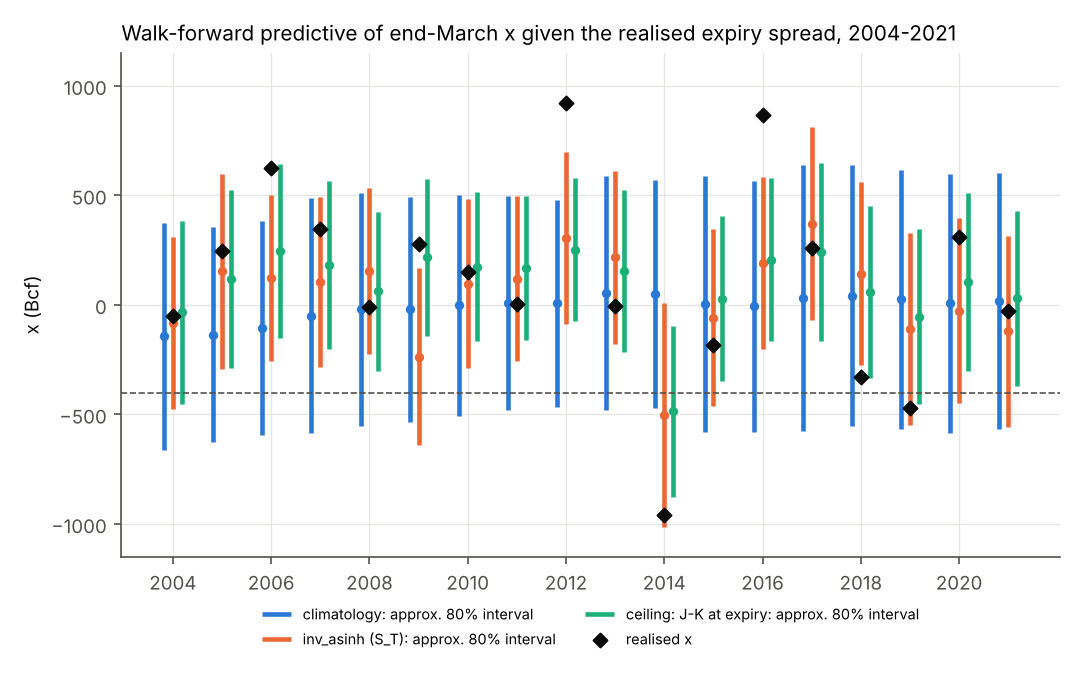 Walk-forward predictive of end-March x given the realised expiry spread, 2004-2021
x (Bcf)
1000
500
0
−500
−1000
2004 2006 2008 2010 2012 2014 2016 2018 2020
climatology: approx. 80% interval
inv_asinh (S_T): approx. 80% interval
ceiling: J-K at expiry: approx. 80% interval
realised x